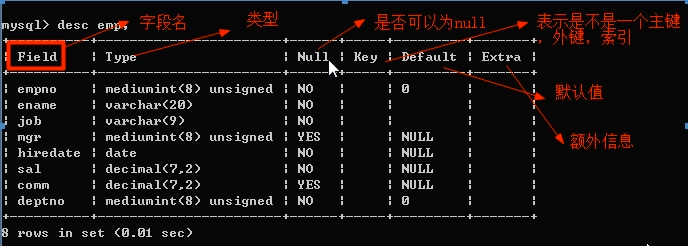 mysql> desc emp;
字段名
类型
是否可以为null
表示是不是一个主键
，外键，索引
Field | Type | Null | Key | Default | Extra
empno | mediumint(8) unsigned | NO | | 0 |
ename | varchar(20) | NO | | |
job | varchar(9) | NO | | |
默认值
mgr | mediumint(8) unsigned | YES | | NULL |
hiredate | date | NO | | NULL |
额外信息
sal | decimal(7,2) | NO | | NULL |
comm | decimal(7,2) | YES | | NULL |
deptno | mediumint(8) unsigned | NO | | 0 |
8 rows in set (0.01 sec)